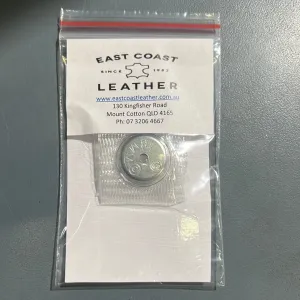 EAST COAST
SINCE 1992
LEATHER
www.eastcoastleather.com.au
130 Kingfisher Road
Mount Cotton QLD 4165
Ph: 07 3206 4667